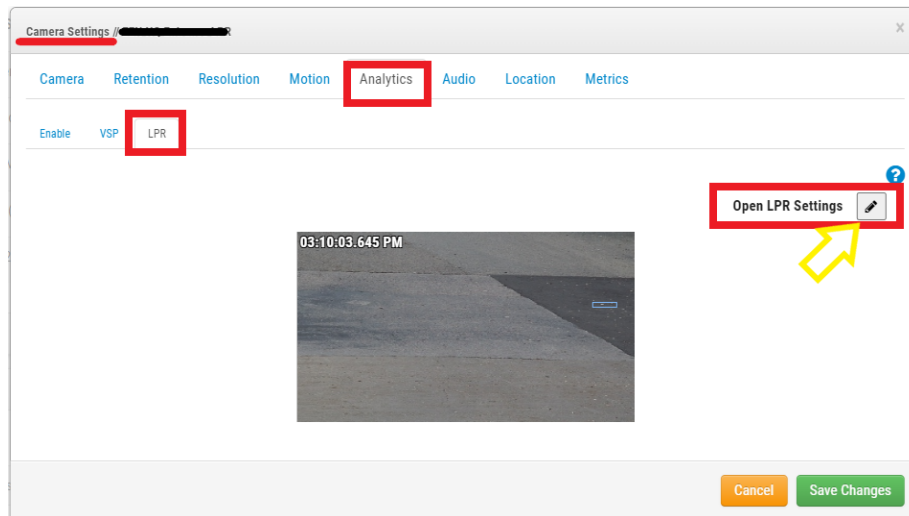 Camera Settings //
x
Camera Retention Resolution Motion Analytics Audio Location Metrics
Enable VSP LPR
?
Open LPR Settings
03:10:03.645 PM
Cancel Save Changes